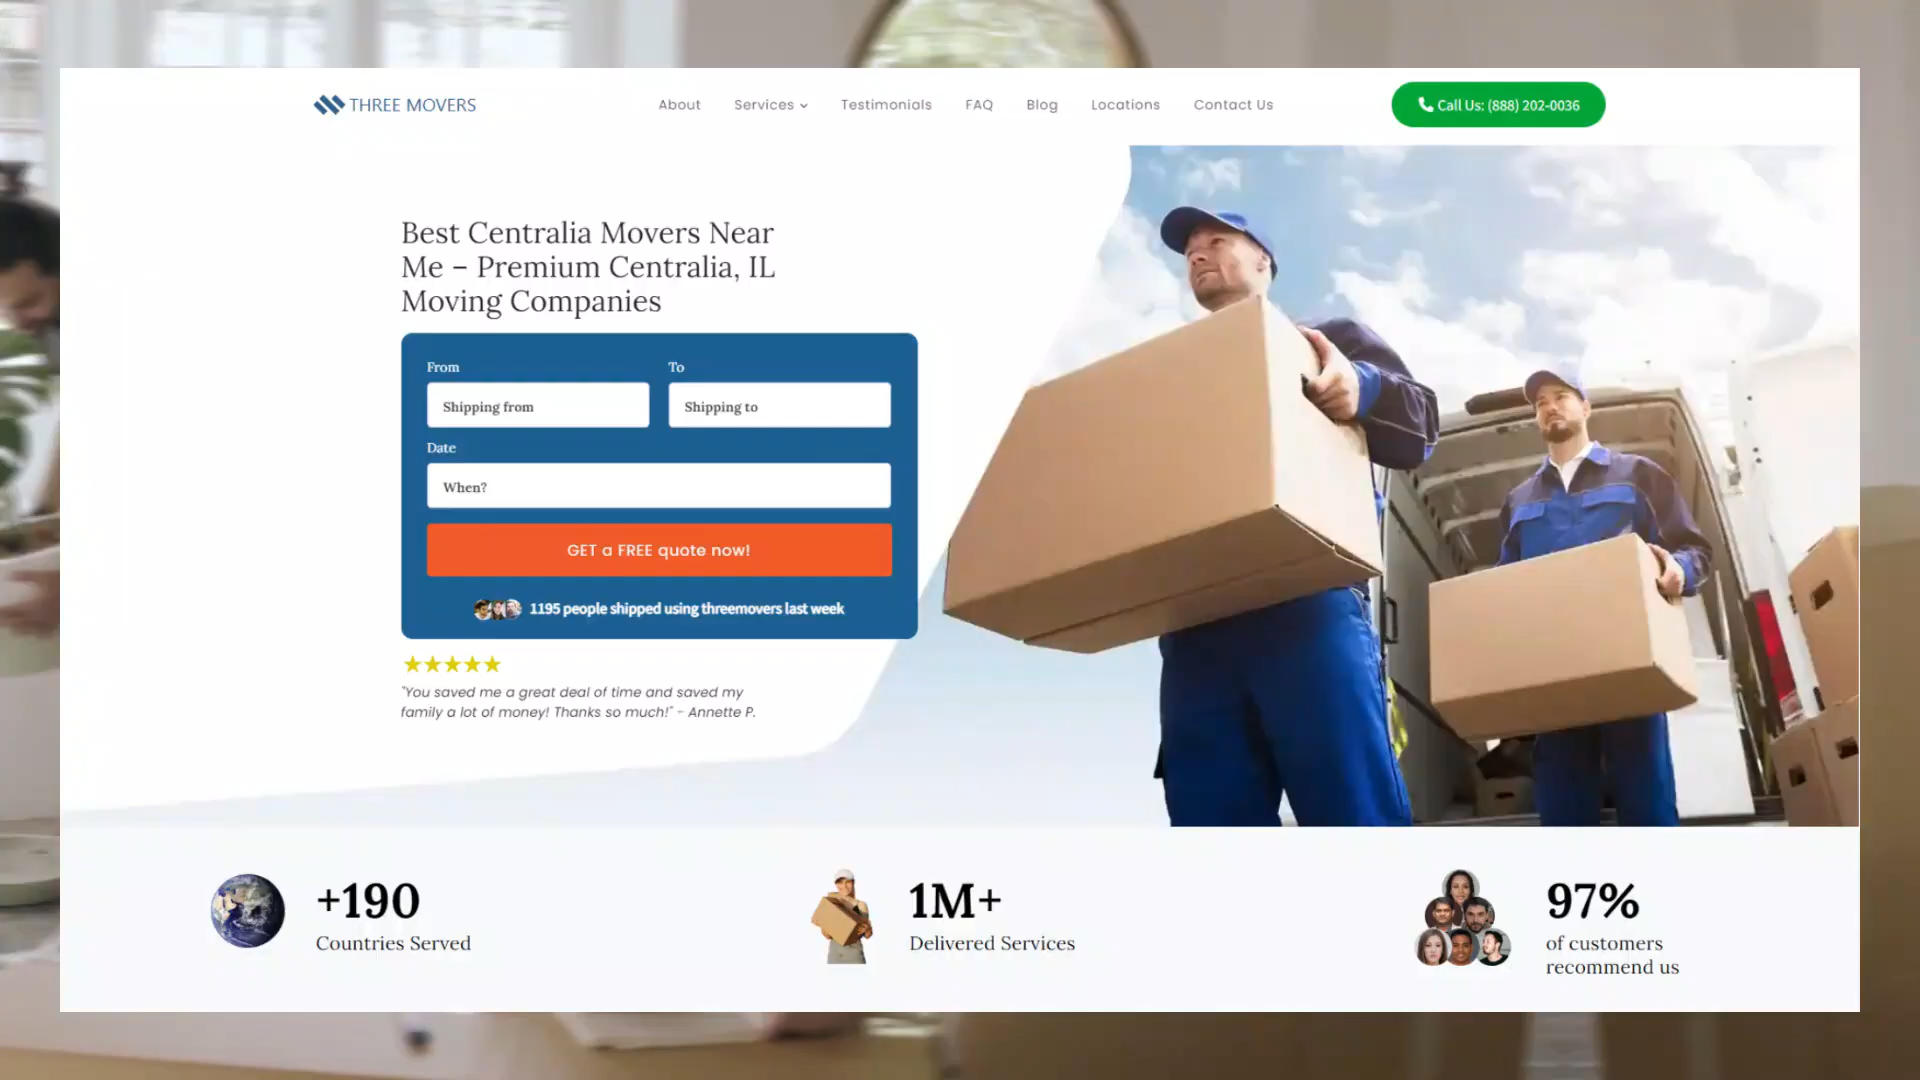 THREE MOVERS
About
Services
Testimonials
FAQ
Blog
Locations
Contact Us
Call Us: (888) 202-0036
Best Centralia Movers Near
Me – Premium Centralia, IL
Moving Companies
From
To
Shipping from
Shipping to
Date
When?
GET a FREE quote now!
1195 people shipped using threemovers last week
"You saved me a great deal of time and saved my
family a lot of money! Thanks so much!" - Annette P.
+190
Countries Served
1M+
Delivered Services
97%
of customers
recommend us